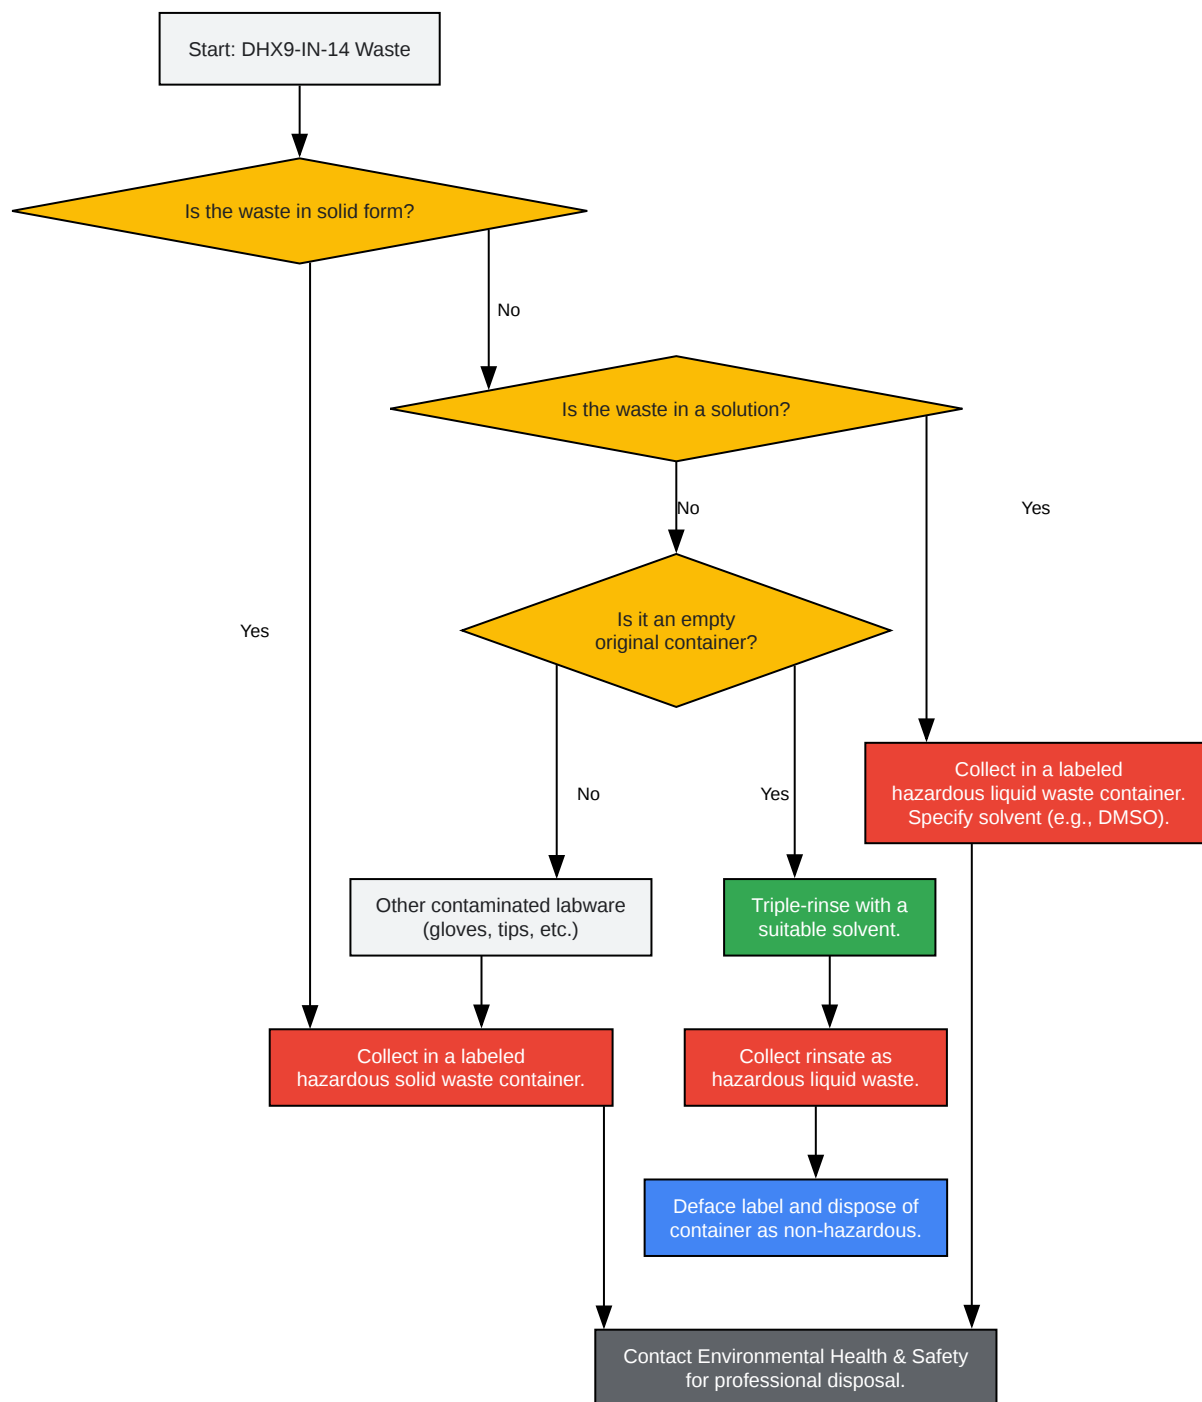 Start: DHX9-IN-14 Waste
Is the waste in solid form?
No
Is the waste in a solution?
No
Yes
Is it an empty
original container?
Yes
No
Yes
Collect in a labeled
hazardous liquid waste container.
Specify solvent (e.g., DMSO).
Other contaminated labware
(gloves, tips, etc.)
Triple-rinse with a
suitable solvent.
Collect in a labeled
hazardous solid waste container.
Collect rinsate as
hazardous liquid waste.
Deface label and dispose of
container as non-hazardous.
Contact Environmental Health & Safety
for professional disposal.